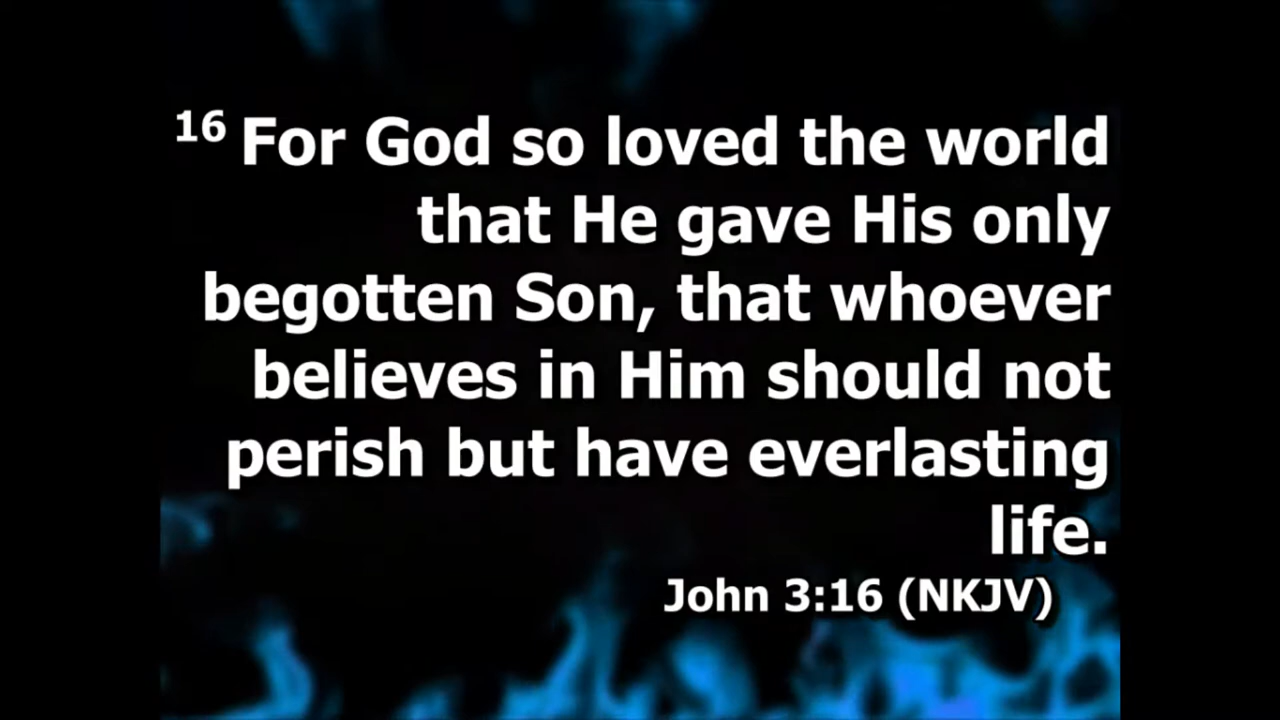 16 For God so loved the world
that He gave His only
begotten Son, that whoever
believes in Him should not
perish but have everlasting
life.
John 3:16 (NKJV)